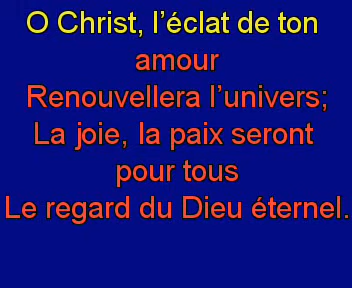 O Christ, l’éclat de ton
amour
Renouvellera l’univers;
La joie, la paix seront
pour tous
Le regard du Dieu éternel.